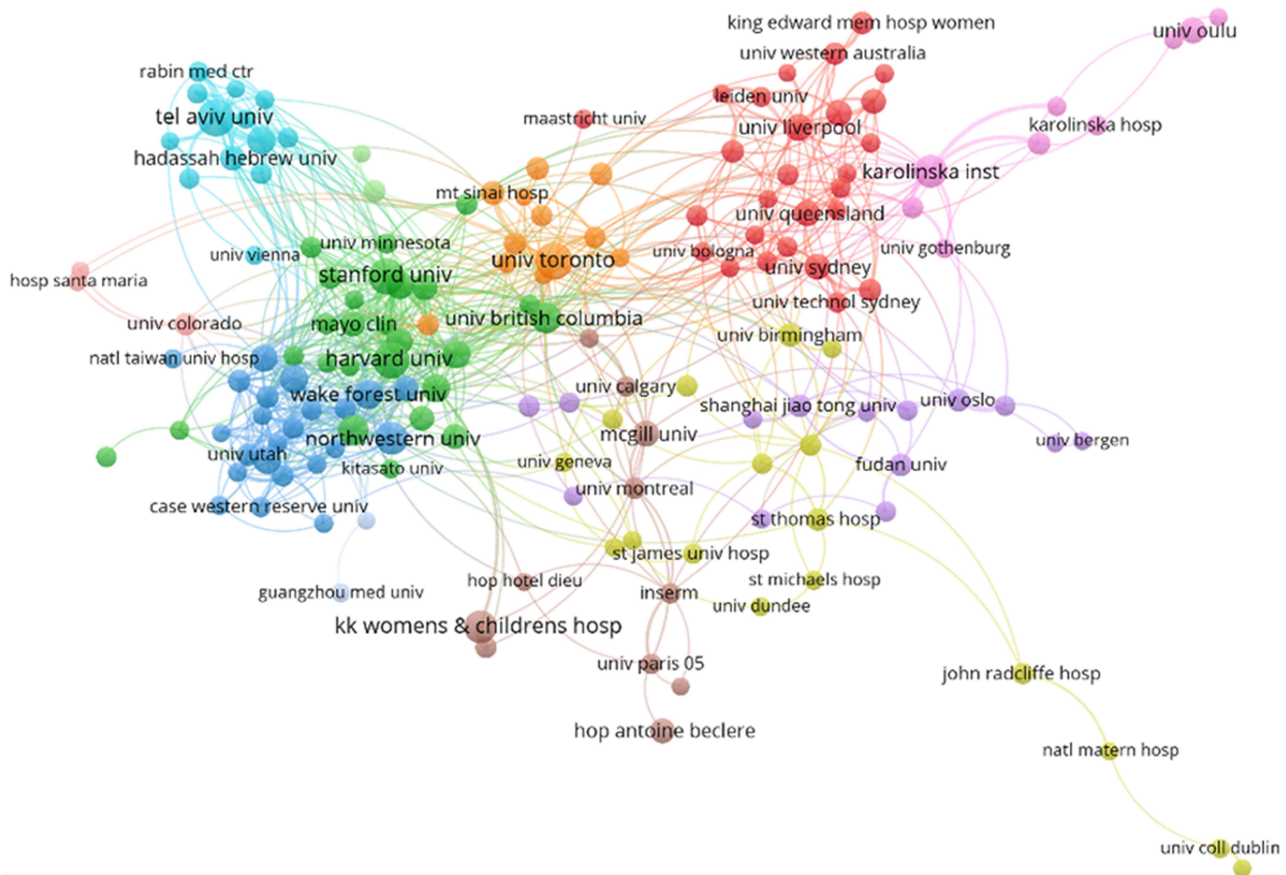 king edward mem hosp women
univ oulu
univ western australia
rabin med ctr
leiden univ
tel aviv univ
maastricht univ
univ liverpool
karolinska hosp
hadassah hebrew univ
karolinska inst
mt sinai hosp
univ queensland
univ minnesota
univ vienna
univ bologna
univ gothenburg
univ toronto
stanford univ
univ sydney
hosp santa maria
univ technol sydney
univ colorado
mayo clin
univ british columbia
univ birmingham
natl taiwan univ hosp
harvard univ
univ calgary
wake forest univ
shanghai jiao tong univ
univ oslo
mcgill univ
northwestern univ
univ bergen
univ utah
kitasato univ
univ geneva
fudan univ
univ montreal
case western reserve univ
st thomas hosp
st james univ hosp
hop hotel dieu
st michaels hosp
guangzhou med univ
inserm
univ dundee
kk womens & childrens hosp
univ paris 05
john radcliffe hosp
hop antoine beclere
natl matern hosp
univ coll dublin